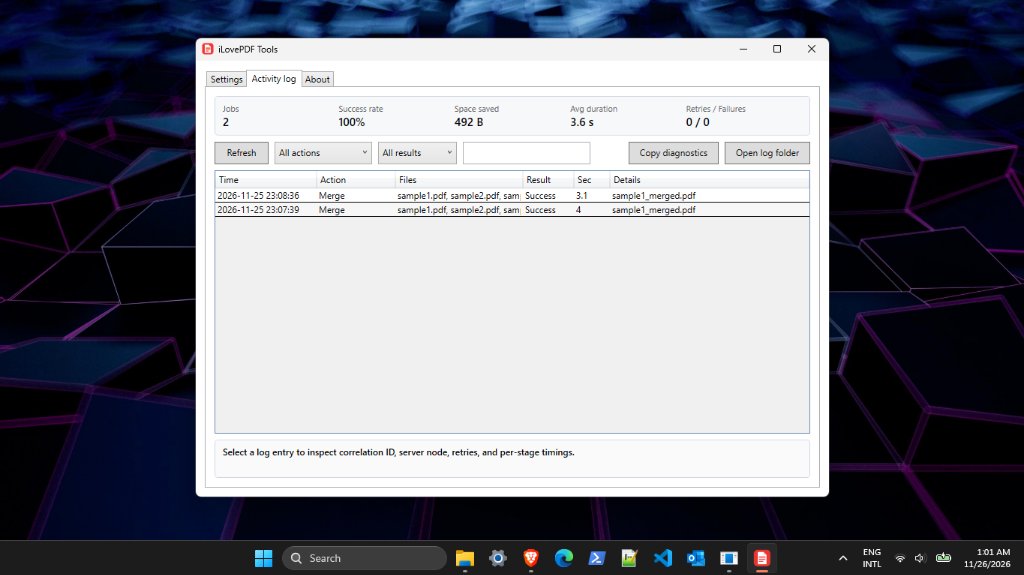 iLovePDF Tools
Settings Activity log About
Jobs Success rate Space saved Avg duration Retries / Failures
2 100% 492 B 3.6 s 0 / 0
Refresh All actions All results Copy diagnostics Open log folder
Time Action Files Result Sec Details
2026-11-25 23:08:36 Merge sample1.pdf, sample2.pdf, sam Success 3.1 sample1_merged.pdf
2026-11-25 23:07:39 Merge sample1.pdf, sample2.pdf, sam Success 4 sample1_merged.pdf
Select a log entry to inspect correlation ID, server node, retries, and per-stage timings.
Search
ENG
INTL
1:01 AM
11/26/2026